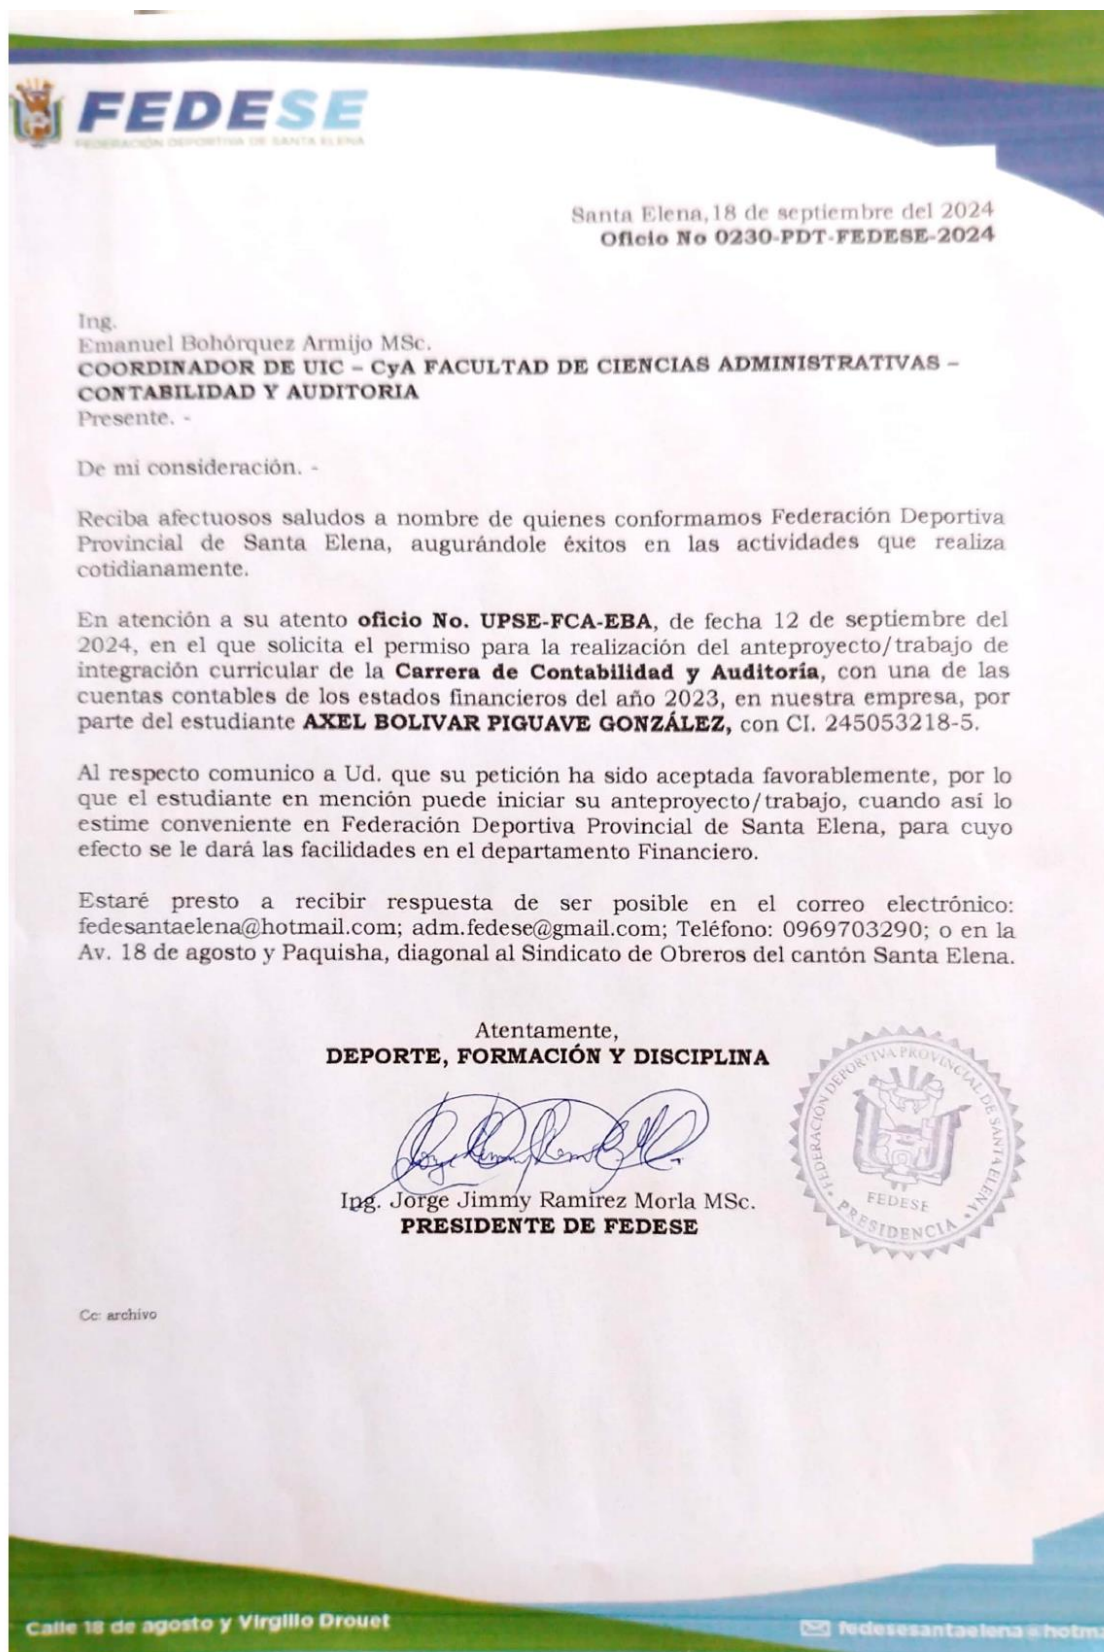 FEDESE
FEDERACIÓN DEPORTIVA DE SANTA ELENA
Santa Elena, 18 de septiembre del 2024
Oficio No 0230-PDT-FEDESE-2024
Ing.
Emanuel Bohórquez Armijo MSc.
COORDINADOR DE UIC – CyA FACULTAD DE CIENCIAS ADMINISTRATIVAS –
CONTABILIDAD Y AUDITORIA
Presente. -
De mi consideración. -
Reciba afectuosos saludos a nombre de quienes conformamos Federación Deportiva
Provincial de Santa Elena, augurándole éxitos en las actividades que realiza
cotidianamente.
En atención a su atento oficio No. UPSE-FCA-EBA, de fecha 12 de septiembre del
2024, en el que solicita el permiso para la realización del anteproyecto/trabajo de
integración curricular de la Carrera de Contabilidad y Auditoría, con una de las
cuentas contables de los estados financieros del año 2023, en nuestra empresa, por
parte del estudiante AXEL BOLIVAR PIGUAVE GONZÁLEZ, con CI. 245053218-5.
Al respecto comunico a Ud. que su petición ha sido aceptada favorablemente, por lo
que el estudiante en mención puede iniciar su anteproyecto/trabajo, cuando así lo
estime conveniente en Federación Deportiva Provincial de Santa Elena, para cuyo
efecto se le dará las facilidades en el departamento Financiero.
Estaré presto a recibir respuesta de ser posible en el correo electrónico:
fedesantaelena@hotmail.com; adm.fedese@gmail.com; Teléfono: 0969703290; o en la
Av. 18 de agosto y Paquisha, diagonal al Sindicato de Obreros del cantón Santa Elena.
Atentamente,
DEPORTE, FORMACIÓN Y DISCIPLINA
Ing. Jorge Jimmy Ramírez Morla MSc.
PRESIDENTE DE FEDESE
FEDERACIÓN DEPORTIVA PROVINCIAL DE SANTA ELENA
FEDESE
PRESIDENCIA
Cc: archivo
Calle 18 de agosto y Virgilio Drouet
fedesesantaelena@hotma